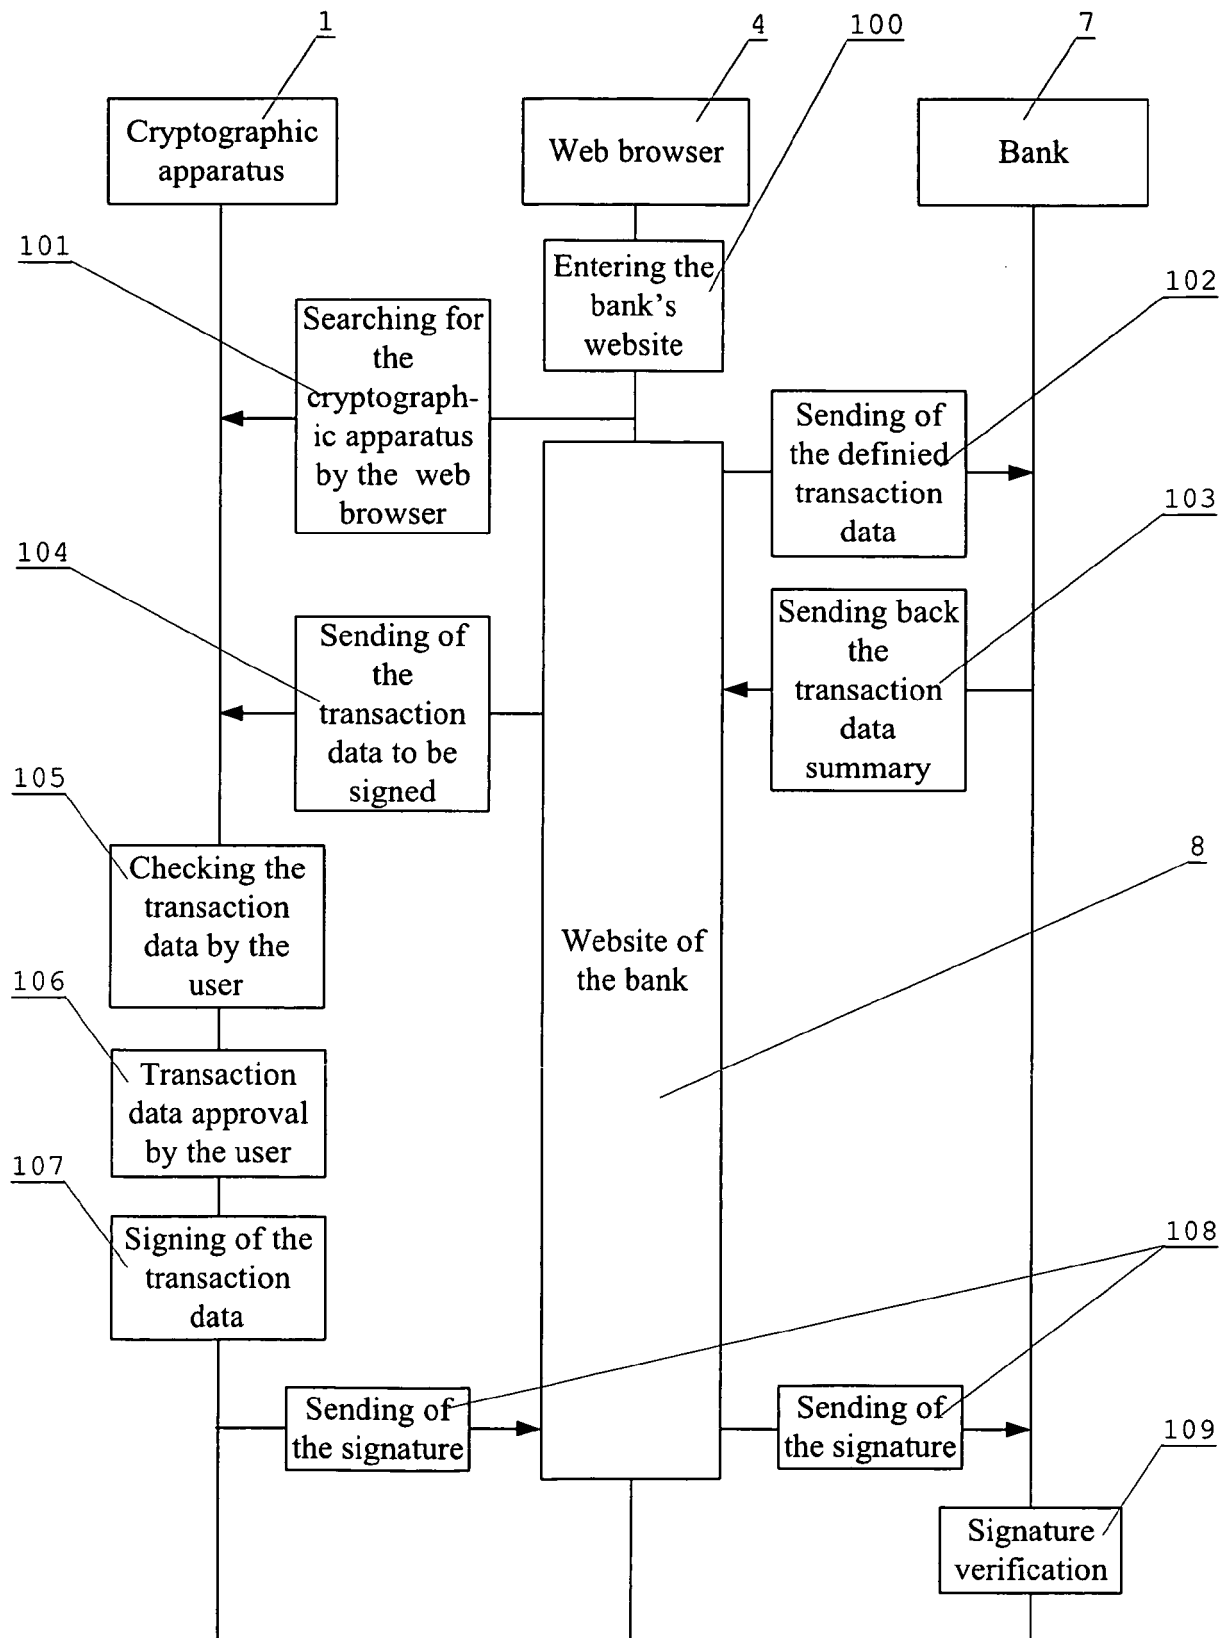 1
4
100
7
Cryptographic
apparatus
Web browser
Bank
101
Entering the
bank's
website
102
Searching for
the
cryptograph-
ic apparatus
by the web
browser
Sending of
the definied
transaction
data
103
104
Sending back
the
transaction
data
summary
Sending of
the
transaction
data to be
signed
105
8
Checking the
transaction
data by the
user
Website of
the bank
106
Transaction
data approval
by the user
107
Signing of the
transaction
data
108
Sending of
the signature
Sending of
the signature
109
Signature
verification